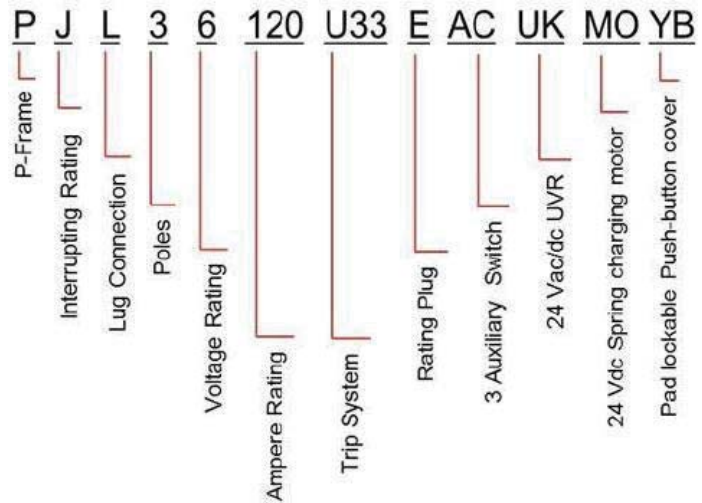 P J L 3 6 120 U33 E AC UK MO YB
P-Frame
Interrupting Rating
Lug Connection
Poles
Voltage Rating
Ampere Rating
Trip System
Rating Plug
3 Auxiliary Switch
24 Vac/dc UVR
24 Vdc Spring charging motor
Pad lockable Push-button cover